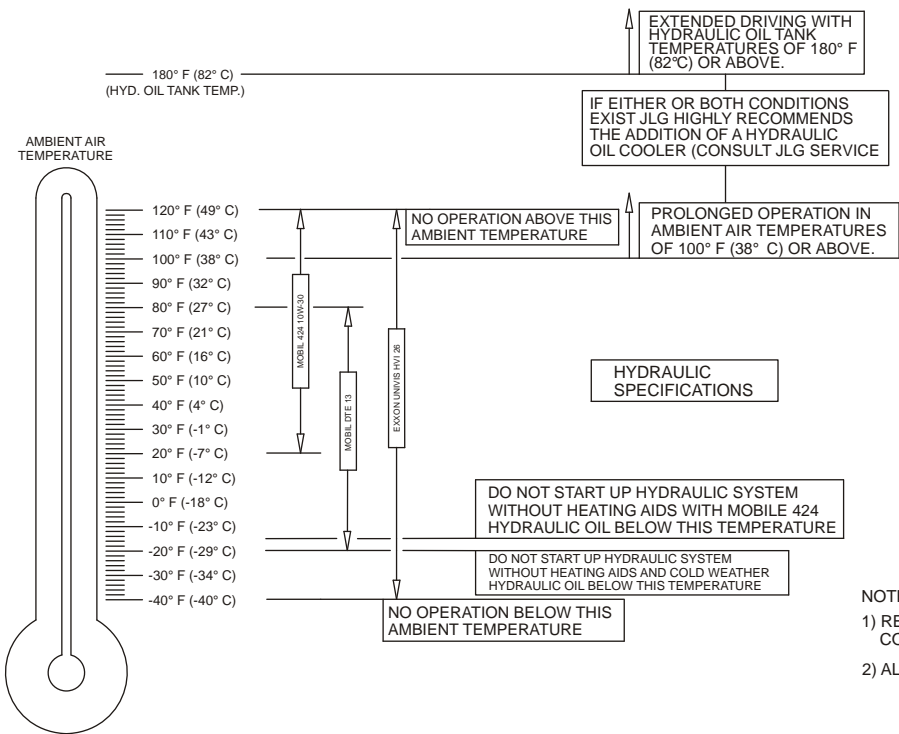 EXTENDED DRIVING WITH
HYDRAULIC OIL TANK
TEMPERATURES OF 180° F
(82°C) OR ABOVE.
180° F (82° C)
(HYD. OIL TANK TEMP.)
IF EITHER OR BOTH CONDITIONS
EXIST JLG HIGHLY RECOMMENDS
THE ADDITION OF A HYDRAULIC
OIL COOLER (CONSULT JLG SERVICE
AMBIENT AIR
TEMPERATURE
120° F (49° C)
110° F (43° C)
100° F (38° C)
90° F (32° C)
80° F (27° C)
70° F (21° C)
60° F (16° C)
50° F (10° C)
40° F (4° C)
30° F (-1° C)
20° F (-7° C)
10° F (-12° C)
0° F (-18° C)
-10° F (-23° C)
-20° F (-29° C)
-30° F (-34° C)
-40° F (-40° C)
MOBIL 424 10W-30
MOBIL DTE 13
EXXON UNIVIS HVI 26
NO OPERATION ABOVE THIS
AMBIENT TEMPERATURE
PROLONGED OPERATION IN
AMBIENT AIR TEMPERATURES
OF 100° F (38° C) OR ABOVE.
HYDRAULIC
SPECIFICATIONS
DO NOT START UP HYDRAULIC SYSTEM
WITHOUT HEATING AIDS WITH MOBILE 424
HYDRAULIC OIL BELOW THIS TEMPERATURE
DO NOT START UP HYDRAULIC SYSTEM
WITHOUT HEATING AIDS AND COLD WEATHER
HYDRAULIC OIL BELOW THIS TEMPERATURE
NO OPERATION BELOW THIS
AMBIENT TEMPERATURE
1)
2)